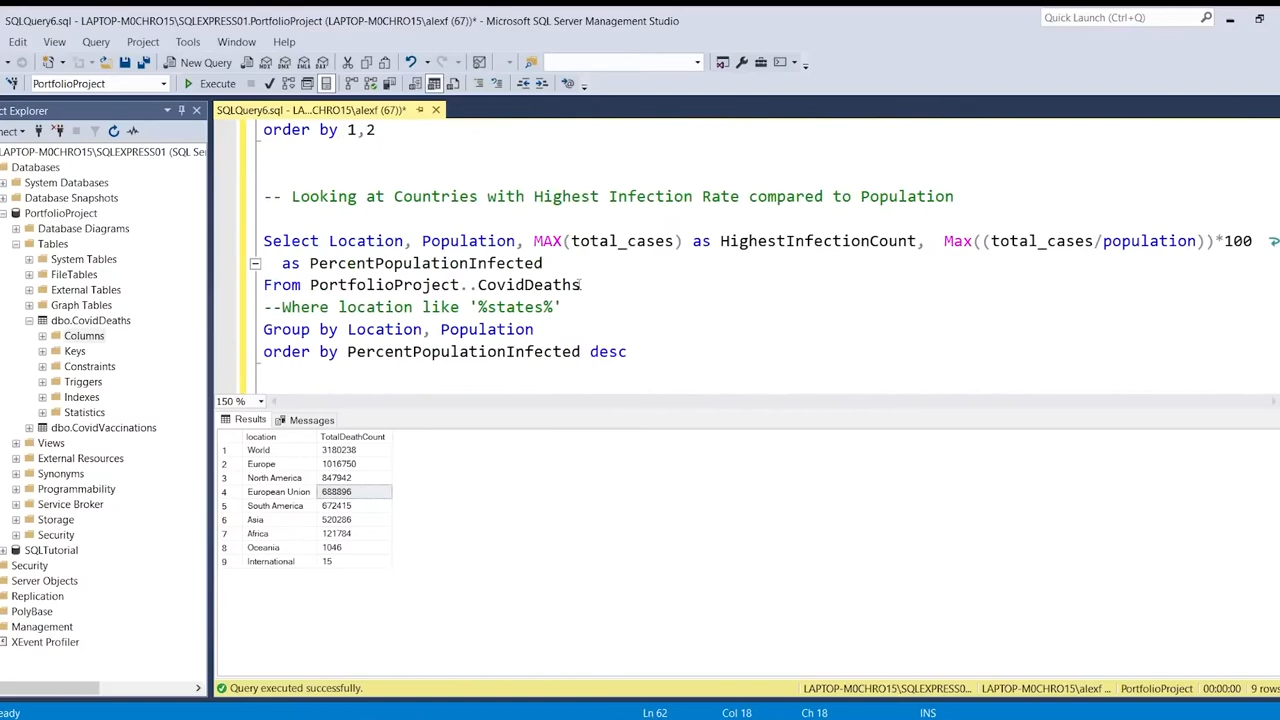 SQLQuery6.sql - LAPTOP-M0CHRO15\SQLEXPRESS01.PortfolioProject (LAPTOP-M0CHRO15\alexf (67))* - Microsoft SQL Server Management Studio
Quick Launch (Ctrl+Q)
Edit View Query Project Tools Window Help
New Query
PortfolioProject
Execute
ct Explorer
SQLQuery6.sql - LA...CHRO15\alexf (67))*
nect
LAPTOP-M0CHRO15\SQLEXPRESS01 (SQL Se
Databases
System Databases
Database Snapshots
PortfolioProject
Database Diagrams
Tables
System Tables
FileTables
External Tables
Graph Tables
dbo.CovidDeaths
Columns
Keys
Constraints
Triggers
Indexes
Statistics
dbo.CovidVaccinations
Views
External Resources
Synonyms
Programmability
Service Broker
Storage
Security
SQLTutorial
Security
Server Objects
Replication
PolyBase
Management
XEvent Profiler
order by 1,2
-- Looking at Countries with Highest Infection Rate compared to Population
Select Location, Population, MAX(total_cases) as HighestInfectionCount,  Max((total_cases/population))*100
as PercentPopulationInfected
From PortfolioProject..CovidDeaths
--Where location like '%states%'
Group by Location, Population
order by PercentPopulationInfected desc
150 %
Results Messages
location TotalDeathCount
1 World 3180238
2 Europe 1016750
3 North America 847942
4 European Union 688896
5 South America 672415
6 Asia 520286
7 Africa 121784
8 Oceania 1046
9 International 15
Query executed successfully.
LAPTOP-M0CHRO15\SQLEXPRESS0... LAPTOP-M0CHRO15\alexf ... PortfolioProject 00:00:00 9 rows
eady
Ln 62 Col 18 Ch 18 INS